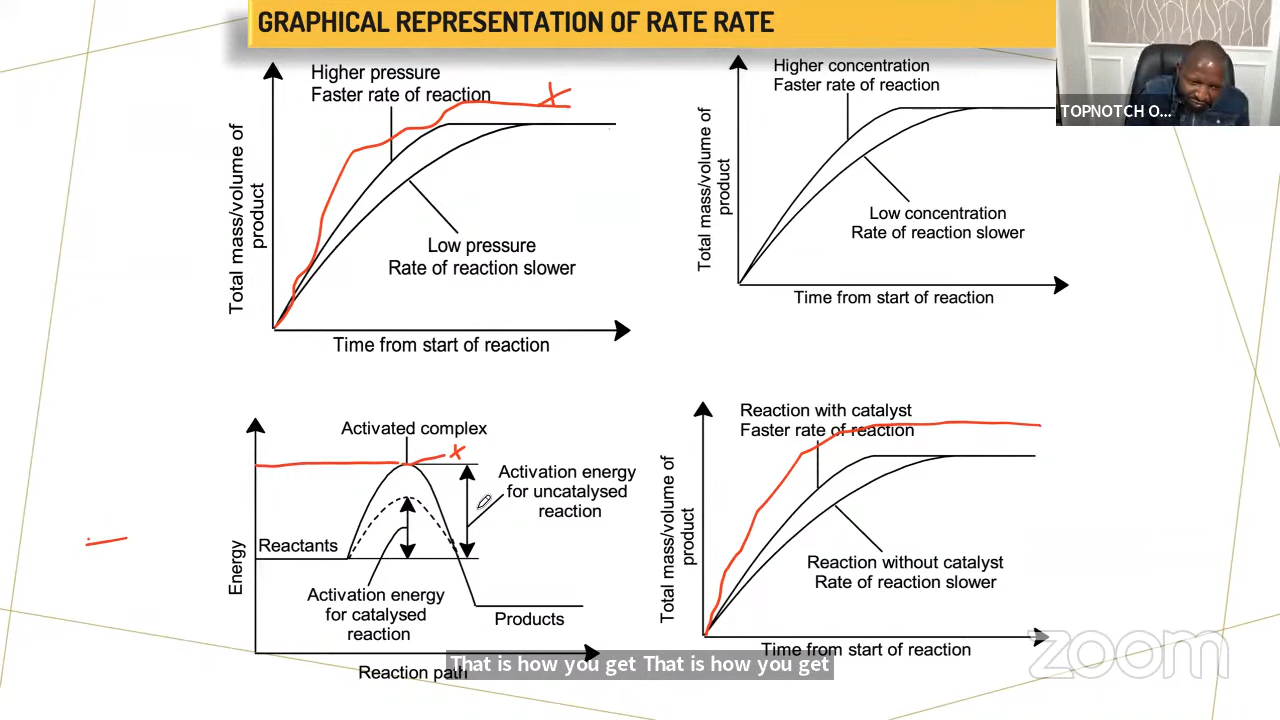 GRAPHICAL REPRESENTATION OF RATE RATE
Higher pressure
Faster rate of reaction
X
Total mass/volume of
product
Low pressure
Rate of reaction slower
Time from start of reaction
Higher concentration
Faster rate of reaction
Total mass/volume of
product
Low concentration
Rate of reaction slower
Time from start of reaction
TOPNOTCH O...
Activated complex
x
Activation energy
for uncatalysed
reaction
Energy
Reactants
Activation energy
for catalysed
reaction
Products
Reaction path
Reaction with catalyst
Faster rate of reaction
Total mass/volume of
product
Reaction without catalyst
Rate of reaction slower
Time from start of reaction
zoom
That is how you get That is how you get